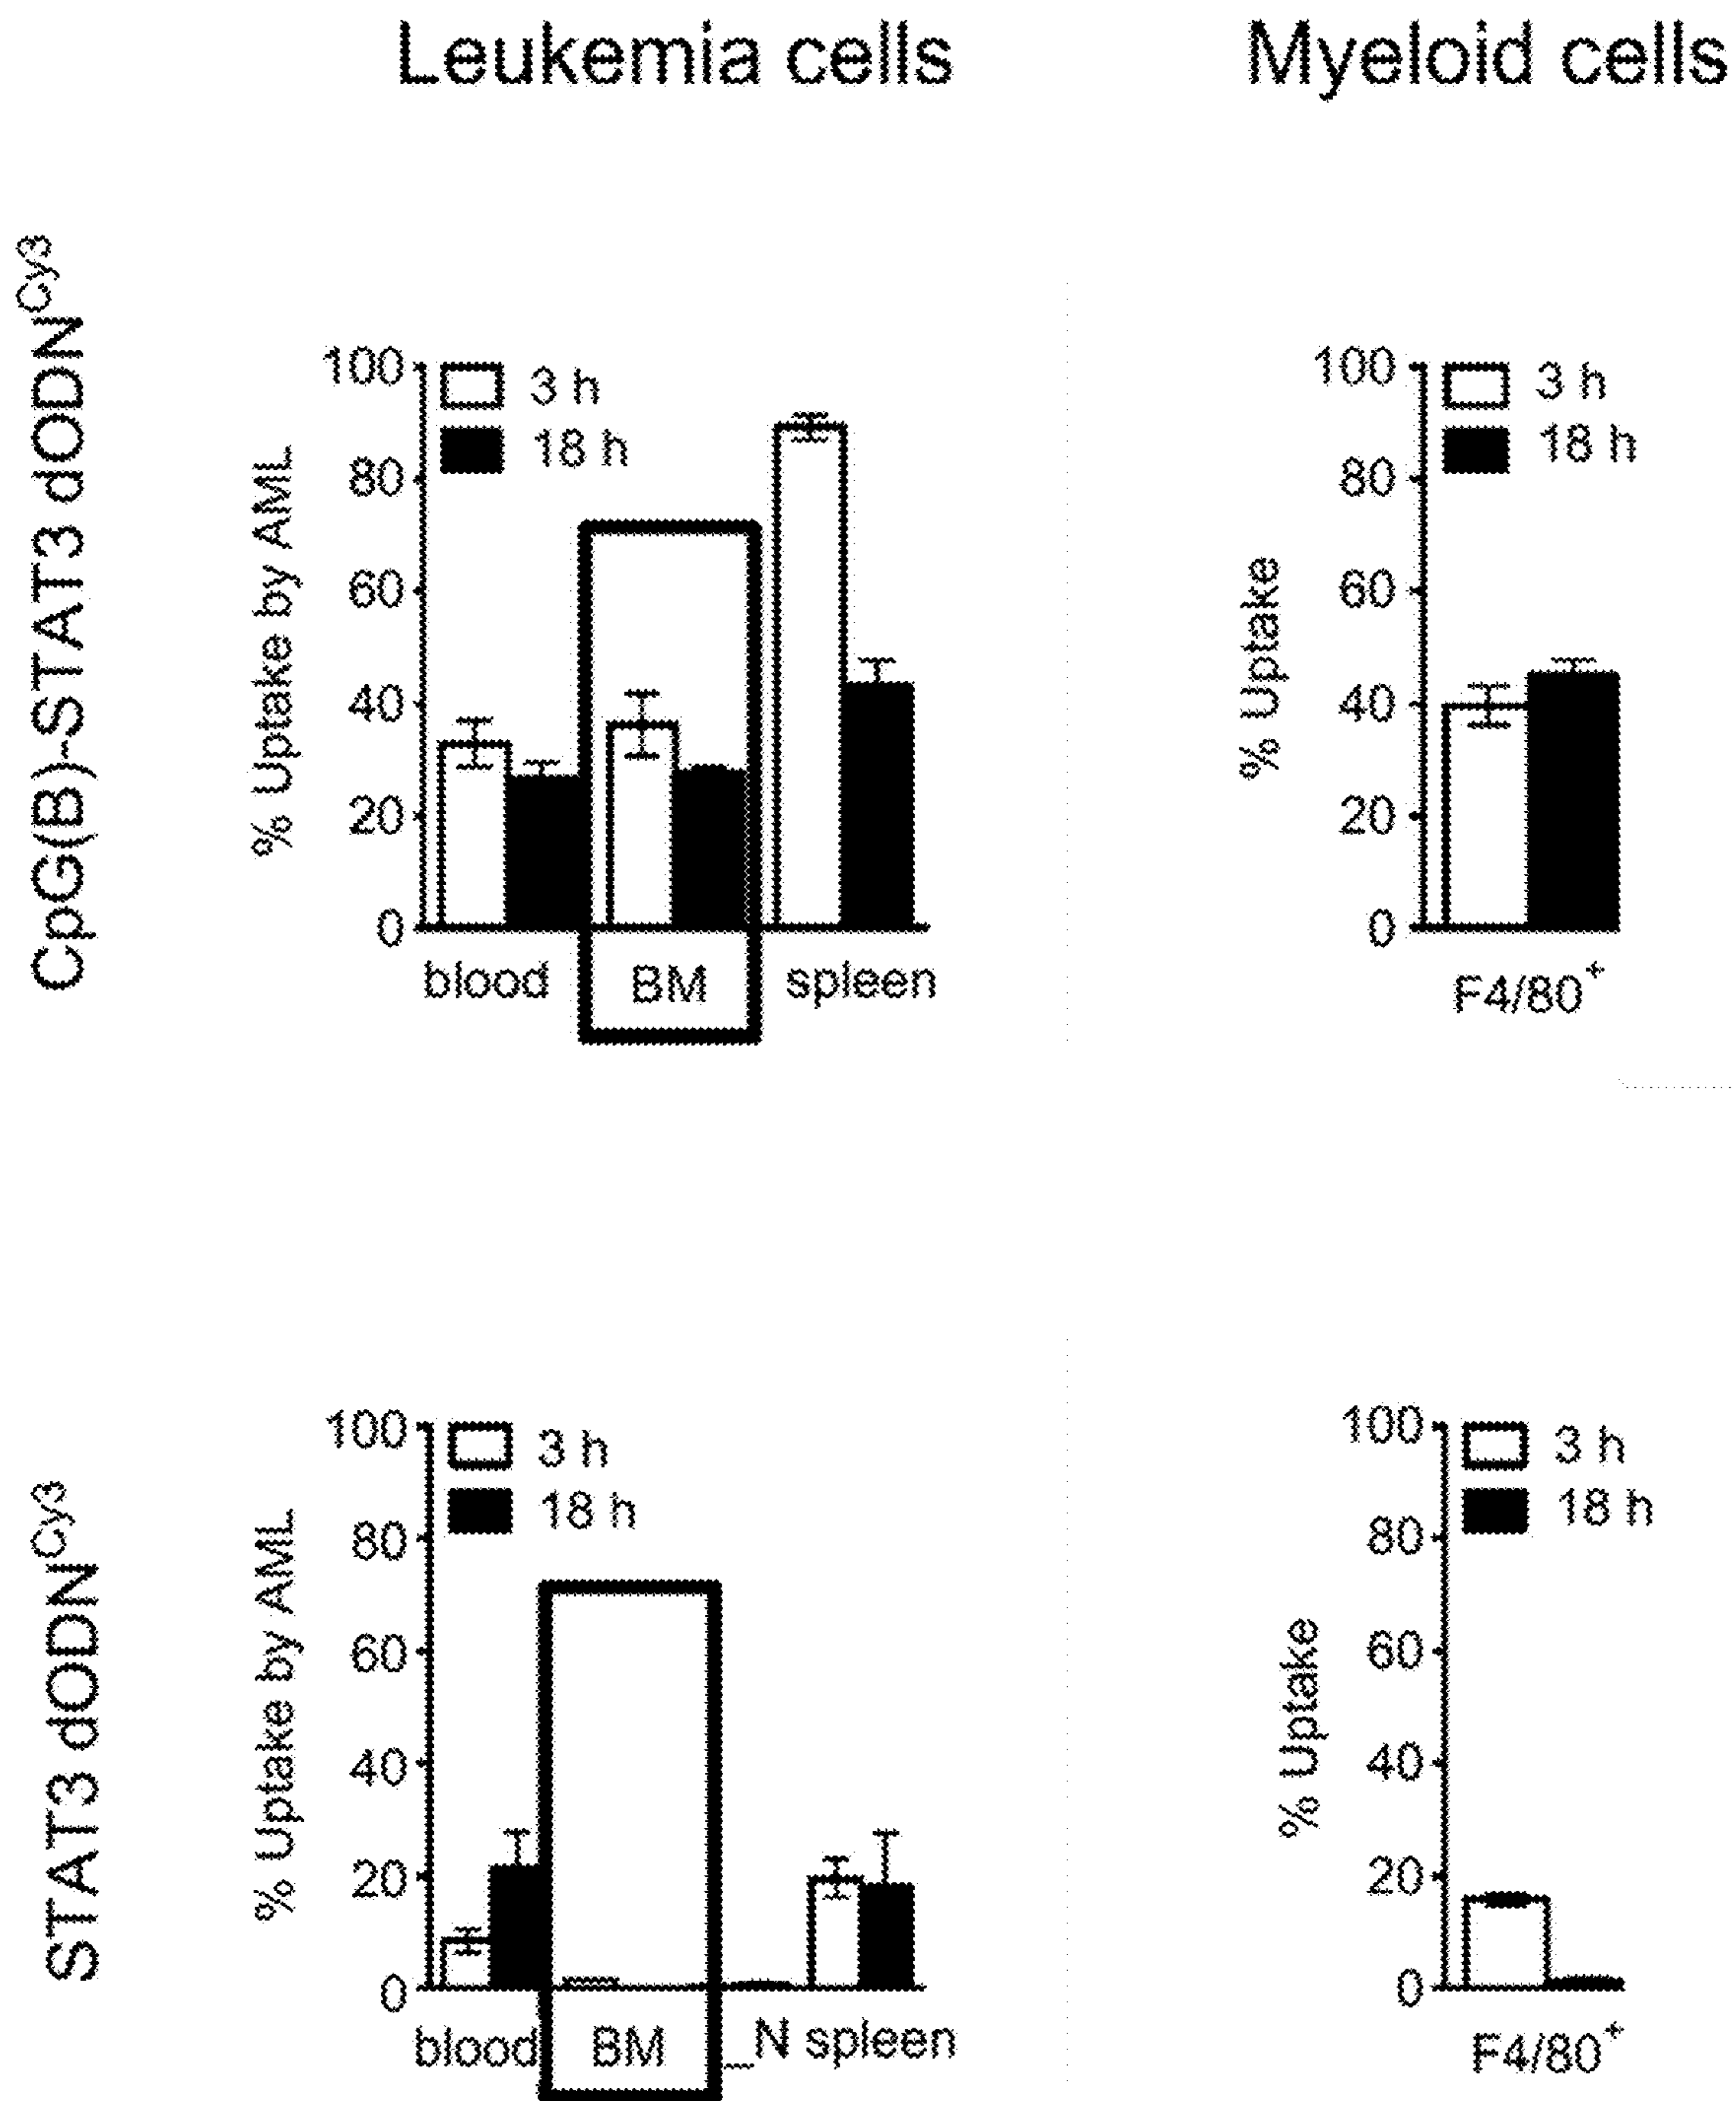 Leukemia cells
Myeloid cells
CpG(B)-STAT3 dODN^Cy3
% Uptake by AML
100
80
60
40
20
0
3 h
18 h
blood
BM
spleen
% Uptake
100
80
60
40
20
0
3 h
18 h
F4/80^+
STAT3 dODN^Cy3
% Uptake by AML
100
80
60
40
20
0
3 h
18 h
blood
BM
_N spleen
% Uptake
100
80
60
40
20
0
3 h
18 h
F4/80^+